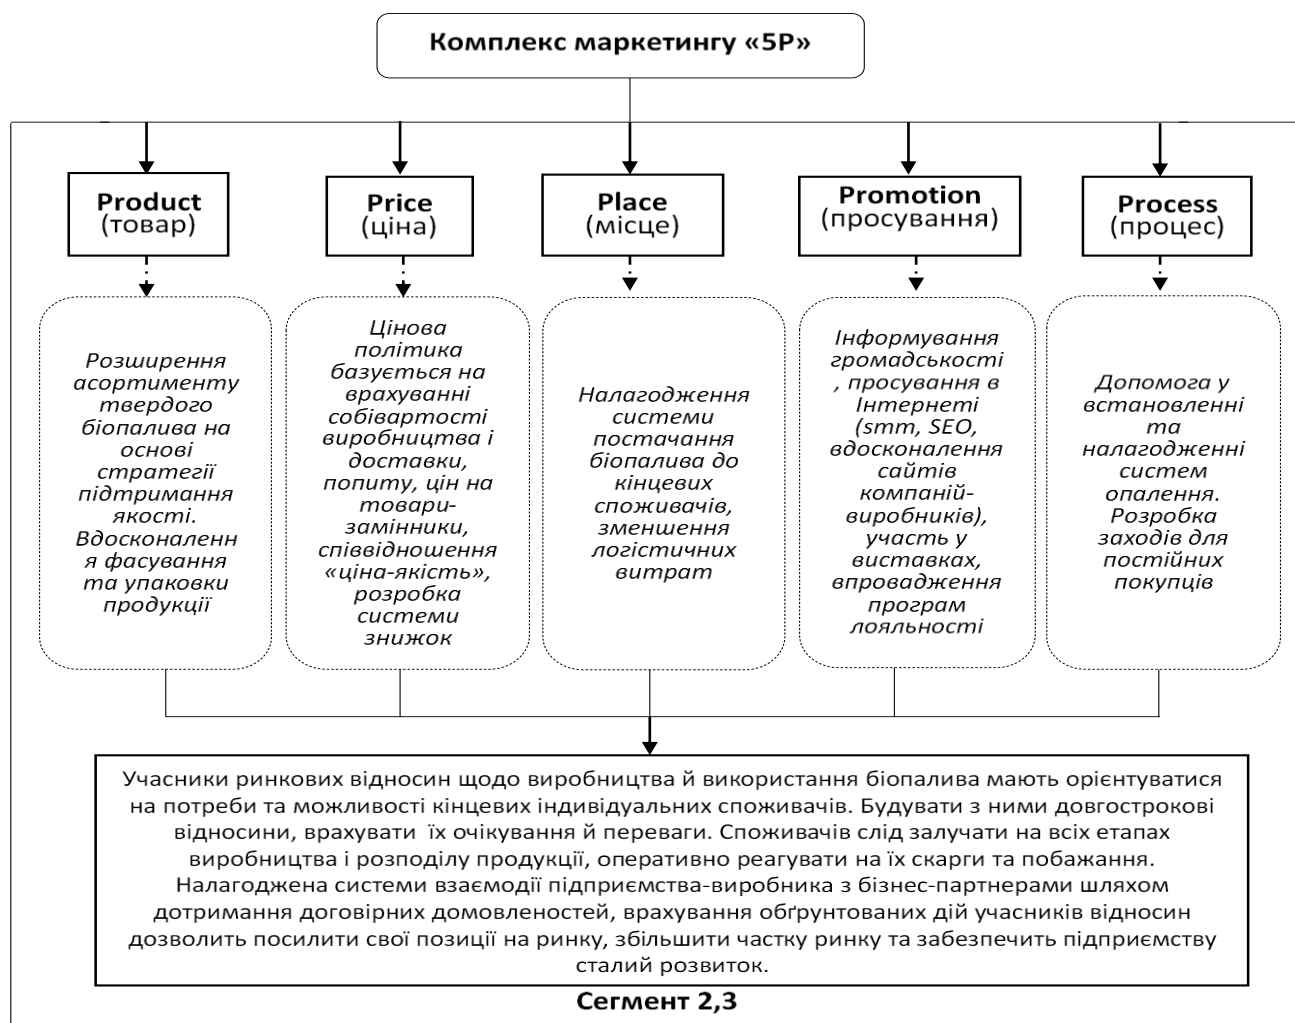 Комплекс маркетингу «5P»
Product
(товар)
Price
(ціна)
Place
(місце)
Promotion
(просування)
Process
(процес)
Розширення
асортименту
твердого
біопалива на
основі
стратегії
підтримання
якості.
Вдосконаленн
я фасування
та упаковки
продукції
Цінова
політика
базується на
врахуванні
собівартості
виробництва і
доставки,
попиту, цін на
товари-
замінники,
співвідношення
«ціна-якість»,
розробка
системи
знижок
Налагодження
системи
постачання
біопалива до
кінцевих
споживачів,
зменшення
логістичних
витрат
Інформування
громадськості
, просування в
Інтернеті
(smm, SEO,
вдосконалення
сайтів
компаній-
виробників),
участь у
виставках,
впровадження
програм
лояльності
Допомога у
встановленні
та
налагодженні
систем
опалення.
Розробка
заходів для
постійних
покупців
Учасники ринкових відносин щодо виробництва й використання біопалива мають орієнтуватися
на потреби та можливості кінцевих індивідуальних споживачів. Будувати з ними довгострокові
відносини, врахувати їх очікування й переваги. Споживачів слід залучати на всіх етапах
виробництва і розподілу продукції, оперативно реагувати на їх скарги та побажання.
Налагоджена системи взаємодії підприємства-виробника з бізнес-партнерами шляхом
дотримання договірних домовленостей, врахування обґрунтованих дій учасників відносин
дозволить посилити свої позиції на ринку, збільшити частку ринку та забезпечить підприємству
сталий розвиток.
Сегмент 2,3